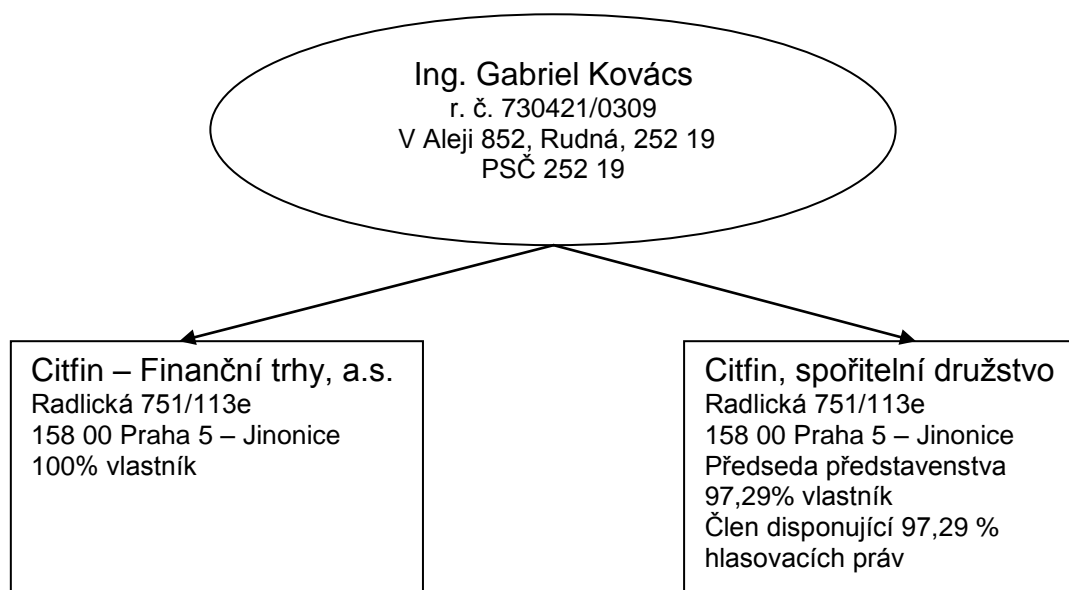 Ing. Gabriel Kovács
r. č. 730421/0309
V Aleji 852, Rudná, 252 19
PSČ 252 19
Citfin – Finanční trhy, a.s.
Radlická 751/113e
158 00 Praha 5 – Jinonice
100% vlastník
Citfin, spořitelní družstvo
Radlická 751/113e
158 00 Praha 5 – Jinonice
Předseda představenstva
97,29% vlastník
Člen disponující 97,29 %
hlasovacích práv